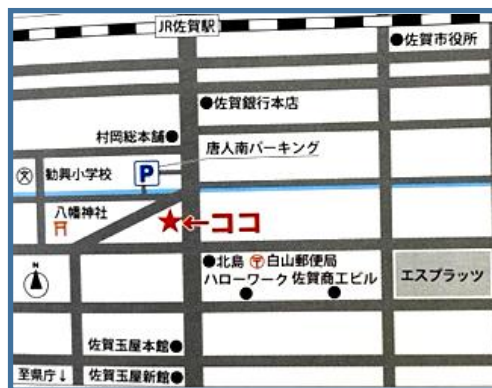 JR佐賀駅
佐賀市役所
佐賀銀行本店
村岡総本舗
唐人南パーキング
文
勧興小学校
P
八幡神社
←ココ
N
北島 〒白山郵便局
ハローワーク 佐賀商工ビル
エスプラッツ
佐賀玉屋本館
至県庁↓
佐賀玉屋新館